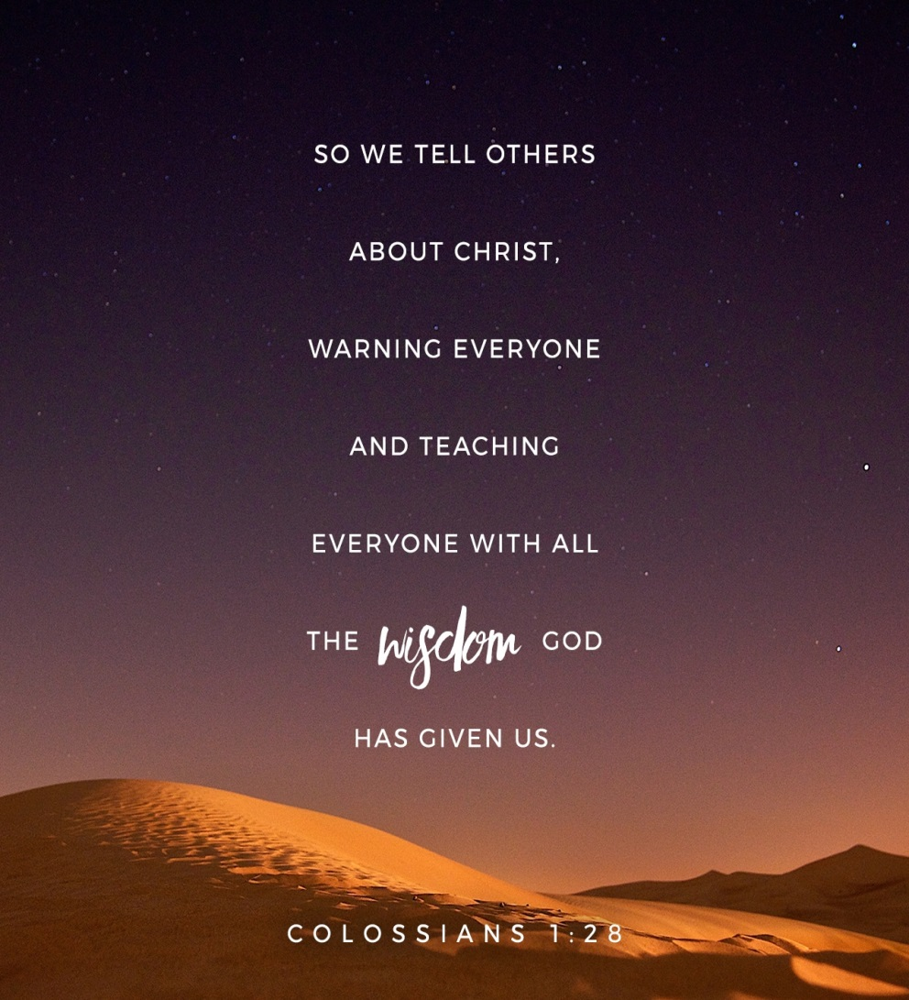 SO WE TELL OTHERS
ABOUT CHRIST,
WARNING EVERYONE
AND TEACHING
EVERYONE WITH ALL
THE wisdom GOD
HAS GIVEN US.
COLOSSIANS 1:28